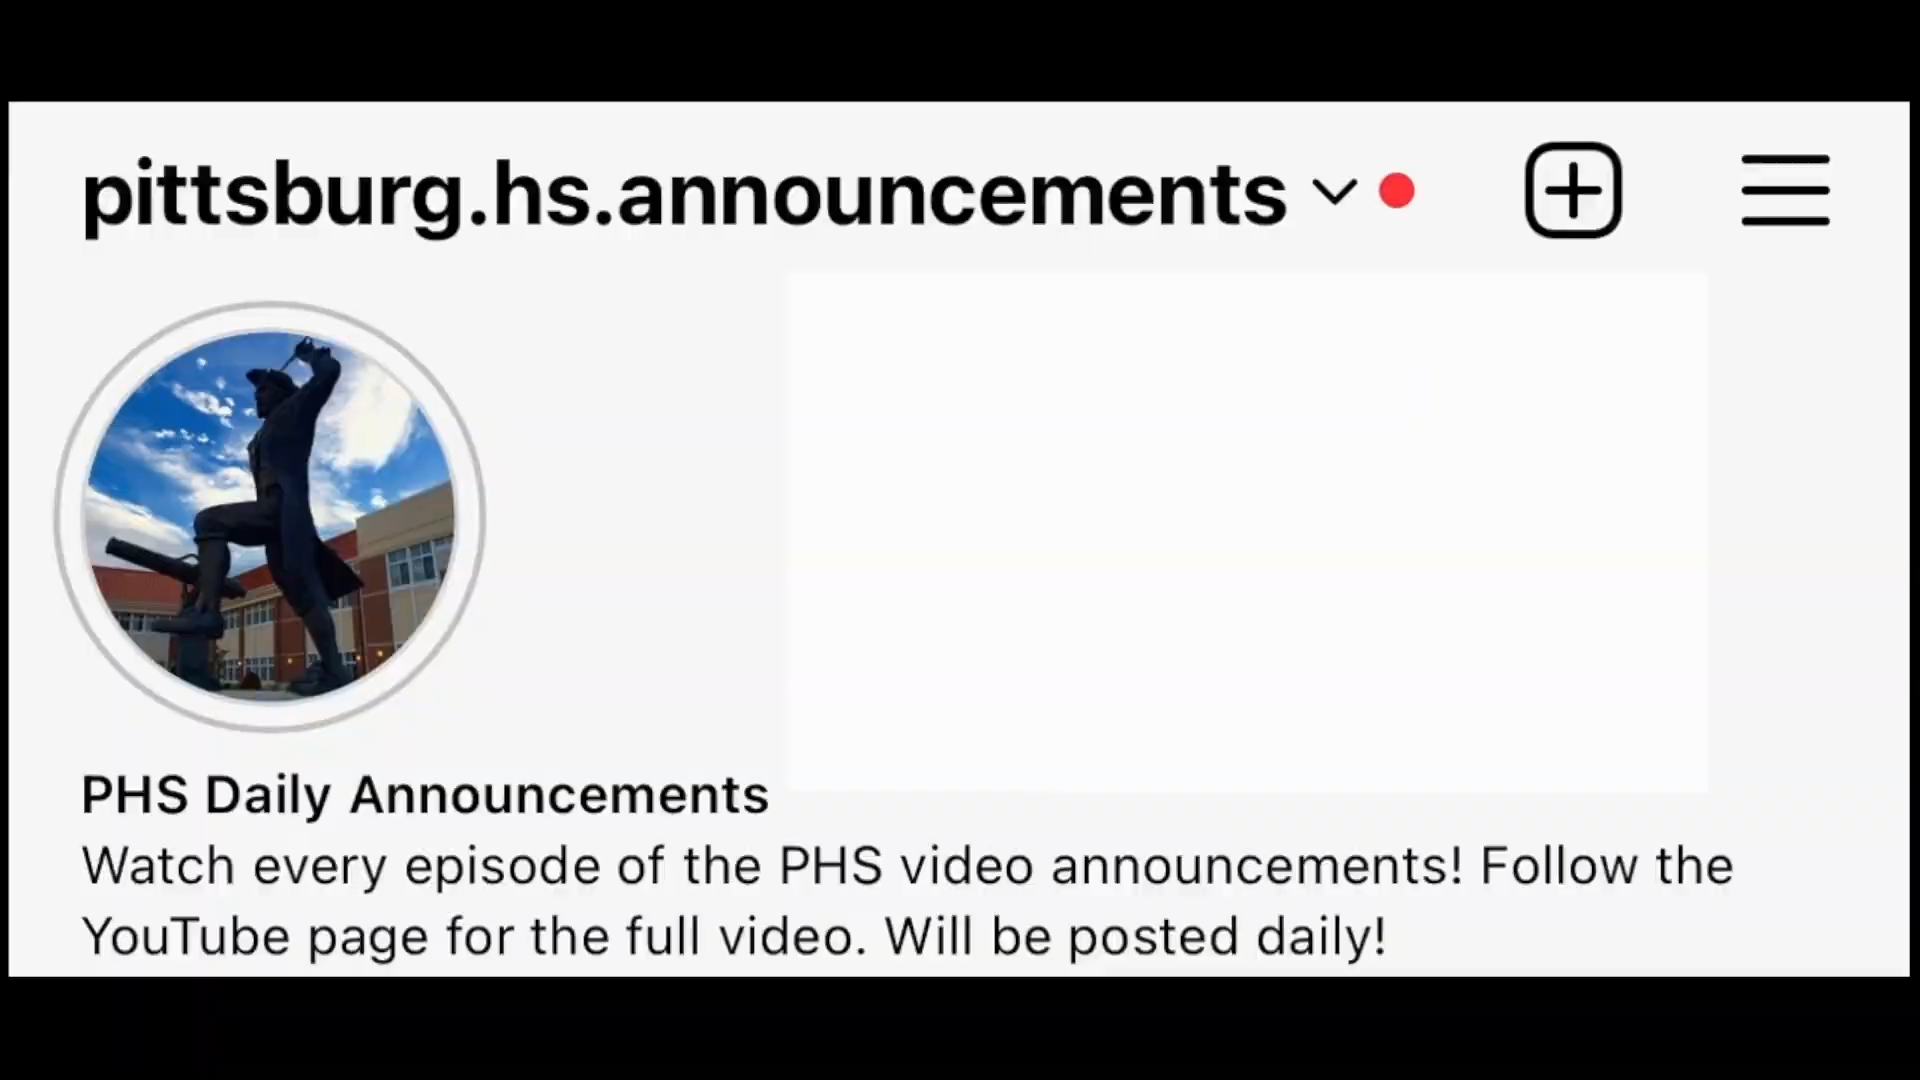 pittsburg.hs.announcements
PHS Daily Announcements
Watch every episode of the PHS video announcements! Follow the
YouTube page for the full video. Will be posted daily!